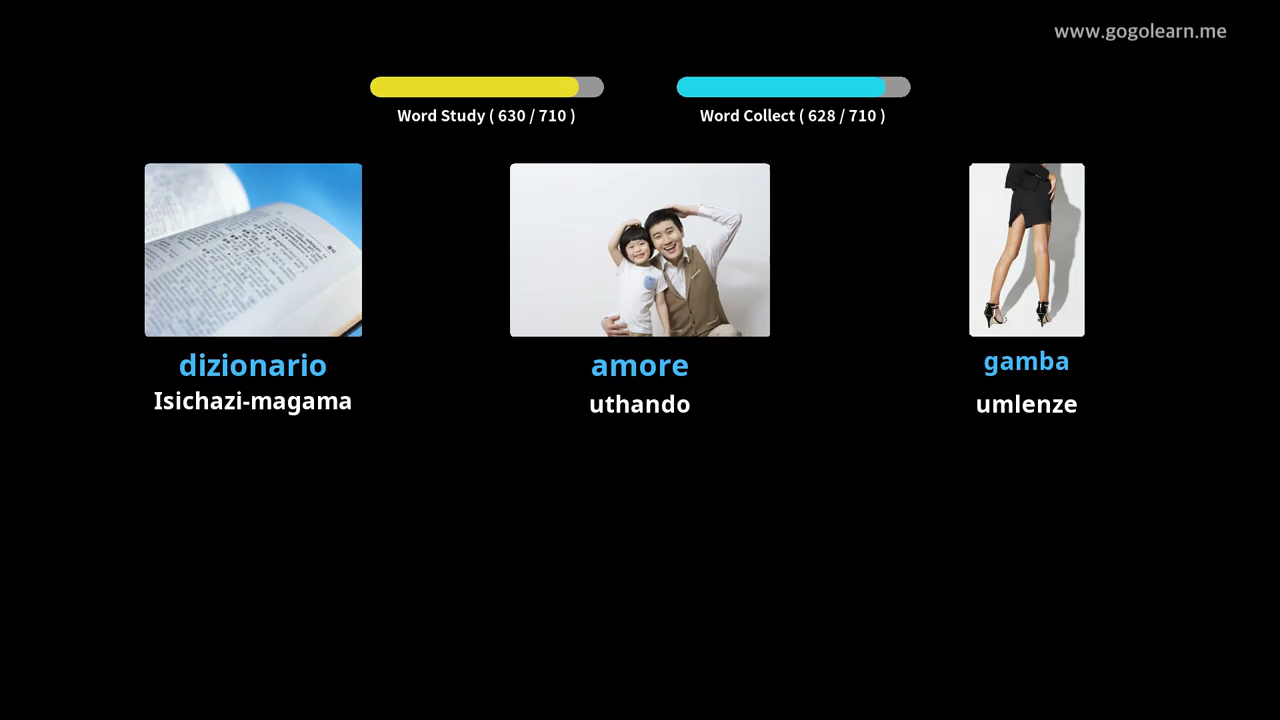 www.gogolearn.me
Word Study ( 630 / 710 )
Word Collect ( 628 / 710 )
dizionario
Isichazi-magama
amore
uthando
gamba
umlenze